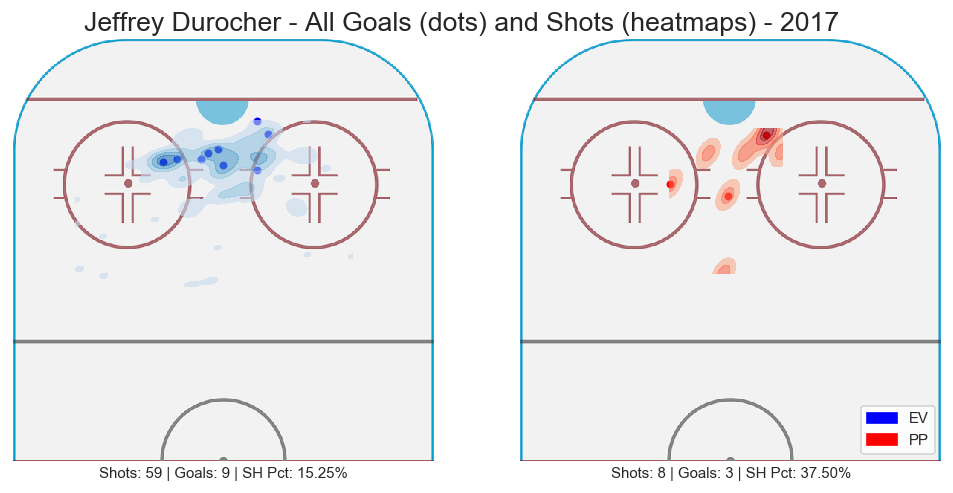 Jeffrey Durocher - All Goals (dots) and Shots (heatmaps) - 2017
EV
PP
Shots: 59 | Goals: 9 | SH Pct: 15.25%
Shots: 8 | Goals: 3 | SH Pct: 37.50%